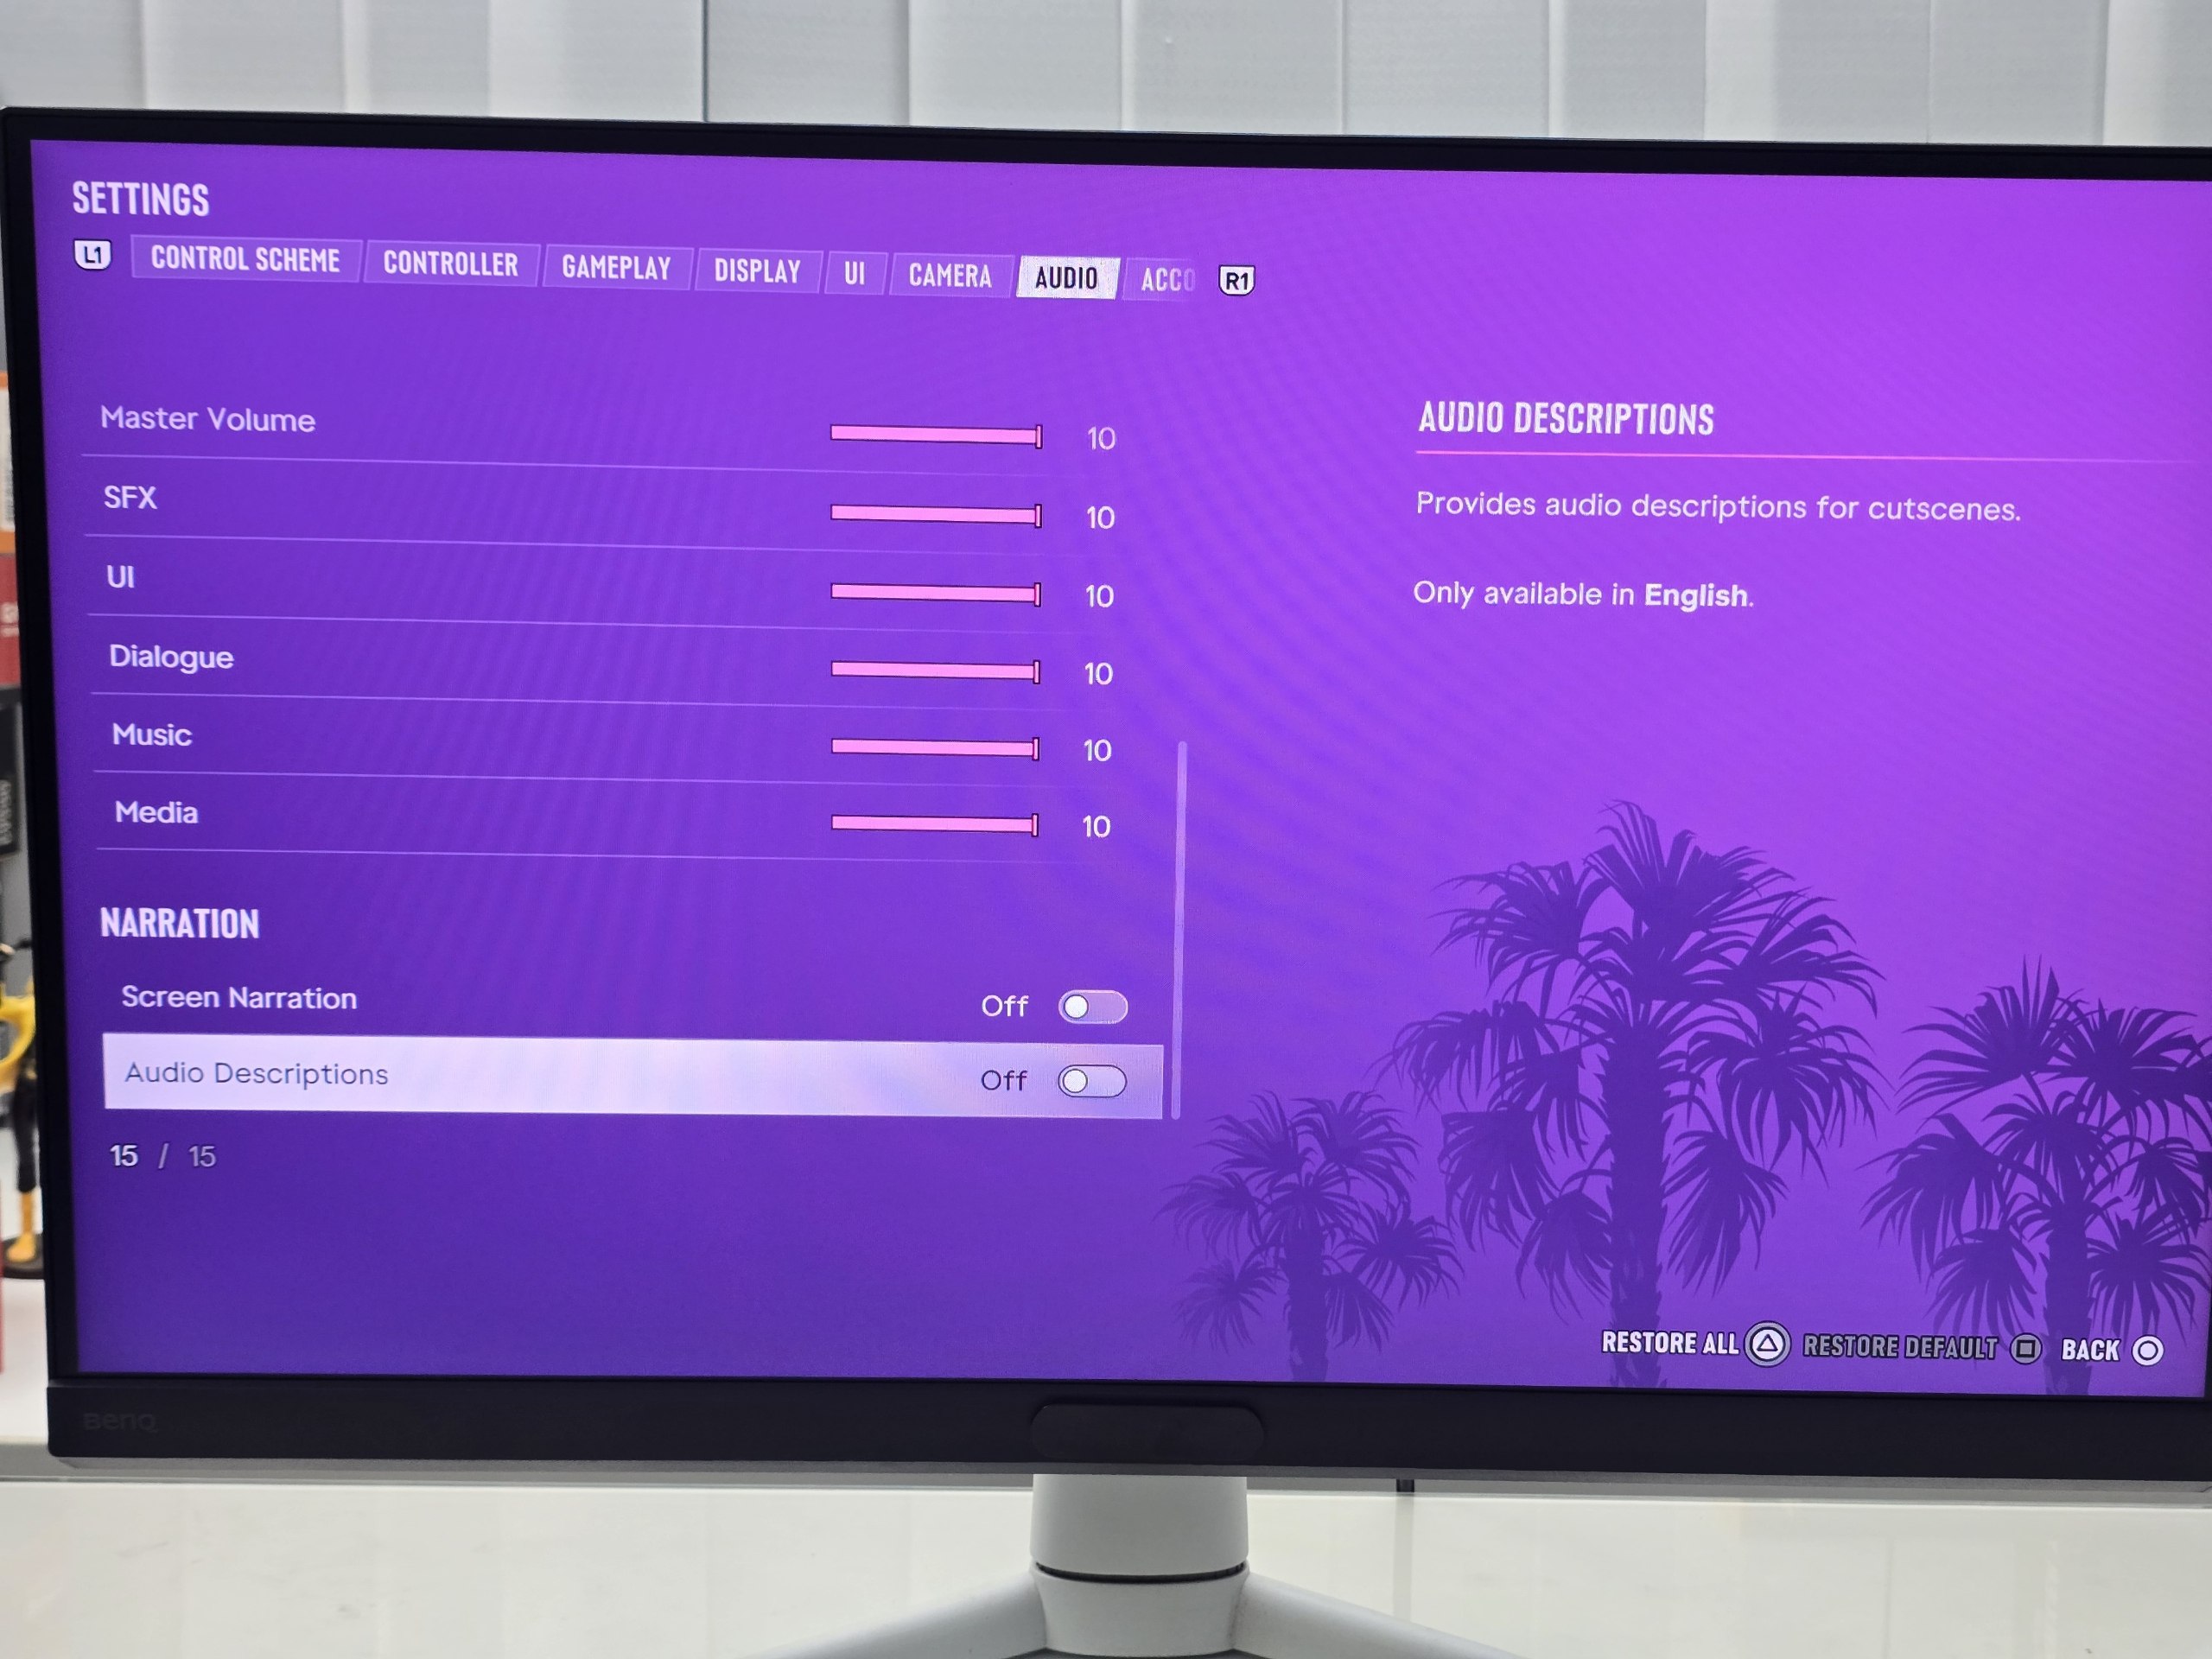 SETTINGS
L1 CONTROL SCHEME CONTROLLER GAMEPLAY DISPLAY UI CAMERA AUDIO ACCO R1
Master Volume 10
SFX 10
UI 10
Dialogue 10
Music 10
Media 10
NARRATION
Screen Narration Off
Audio Descriptions Off
15 / 15
AUDIO DESCRIPTIONS
Provides audio descriptions for cutscenes.
Only available in English.
RESTORE ALL RESTORE DEFAULT BACK
BenQ